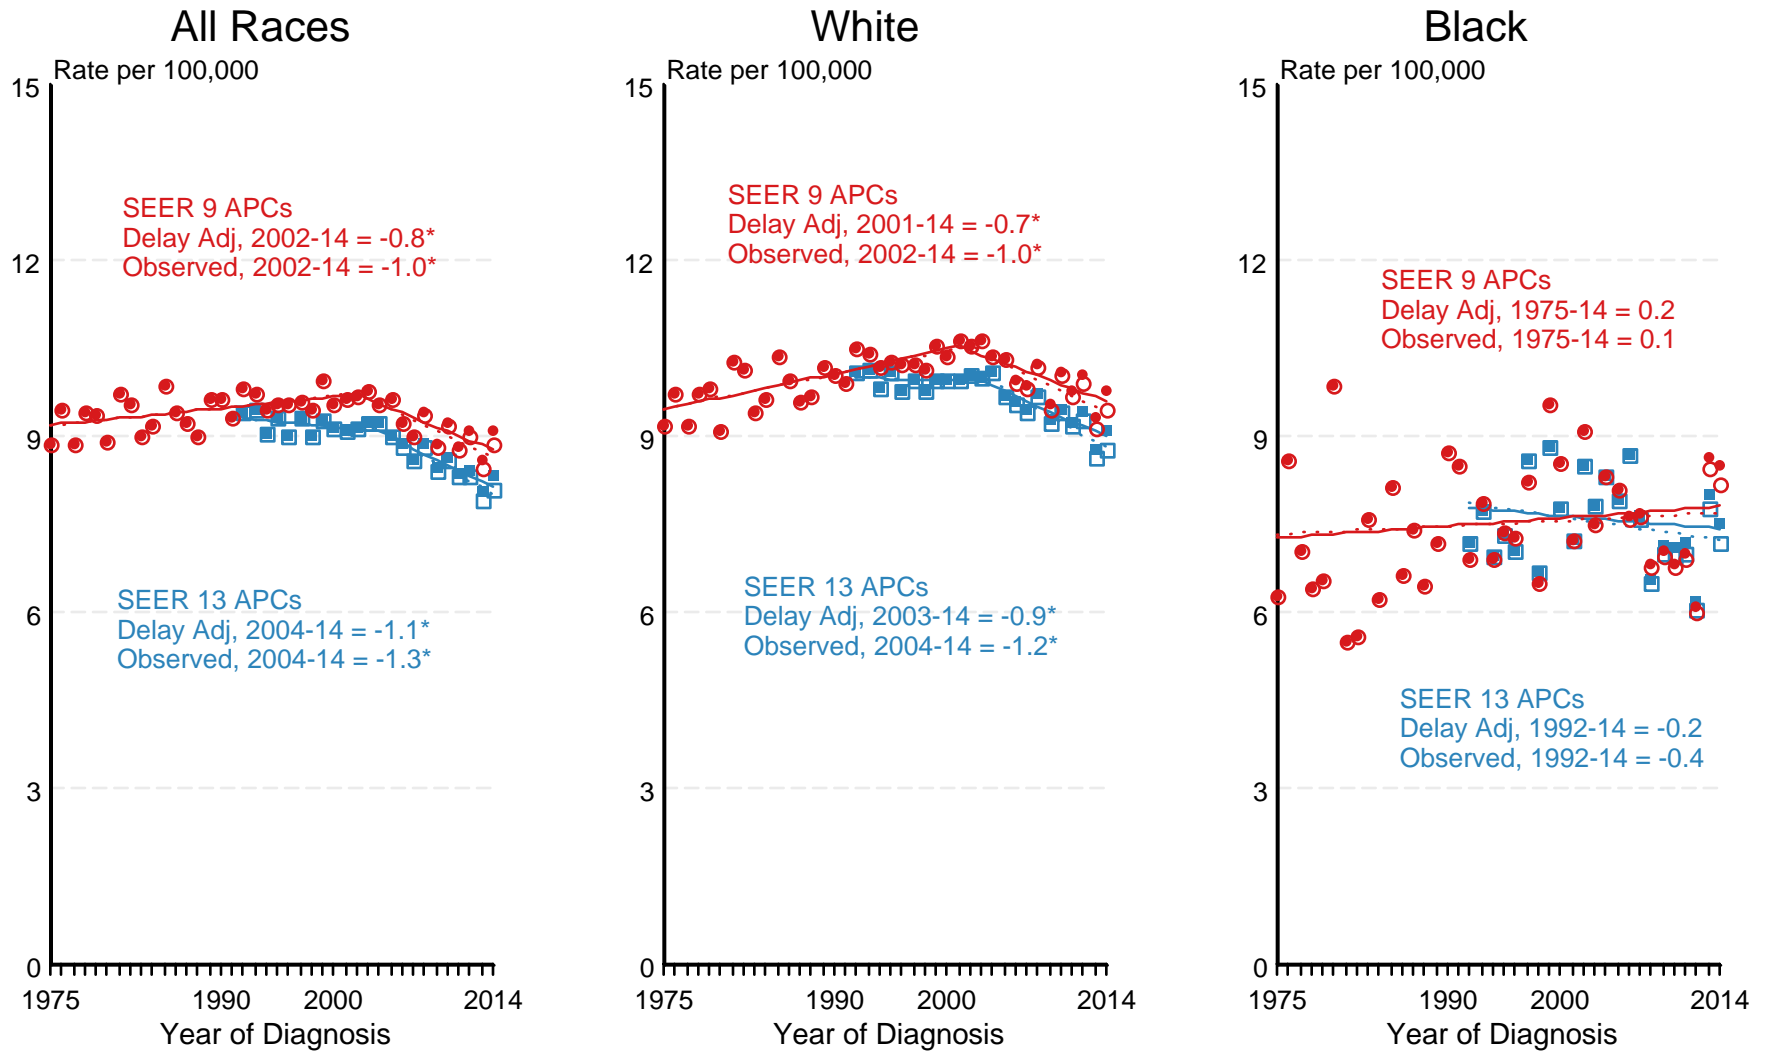 All Races
Rate per 100,000
15
12
9
6
3
0
SEER 9 APCs
Delay Adj, 2002-14 = -0.8*
Observed, 2002-14 = -1.0*
SEER 13 APCs
Delay Adj, 2004-14 = -1.1*
Observed, 2004-14 = -1.3*
1975 1990 2000 2014
Year of Diagnosis
White
Rate per 100,000
15
12
9
6
3
0
SEER 9 APCs
Delay Adj, 2001-14 = -0.7*
Observed, 2002-14 = -1.0*
SEER 13 APCs
Delay Adj, 2003-14 = -0.9*
Observed, 2004-14 = -1.2*
1975 1990 2000 2014
Year of Diagnosis
Black
Rate per 100,000
15
12
9
6
3
0
SEER 9 APCs
Delay Adj, 1975-14 = 0.2
Observed, 1975-14 = 0.1
SEER 13 APCs
Delay Adj, 1992-14 = -0.2
Observed, 1992-14 = -0.4
1975 1990 2000 2014
Year of Diagnosis